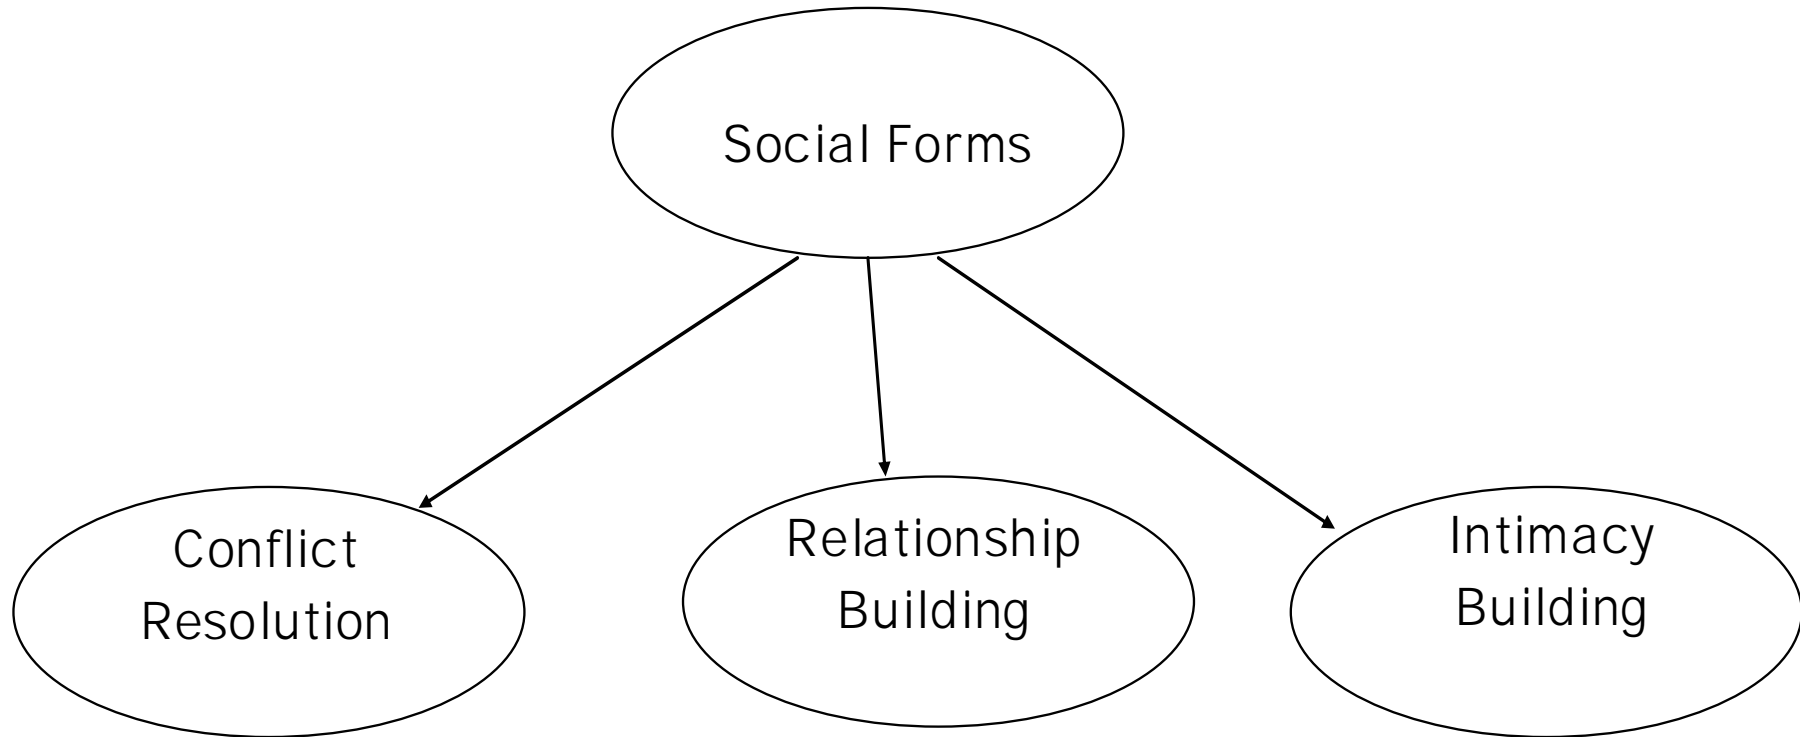 Social Forms
Conflict
Resolution
Relationship
Building
Intimacy
Building